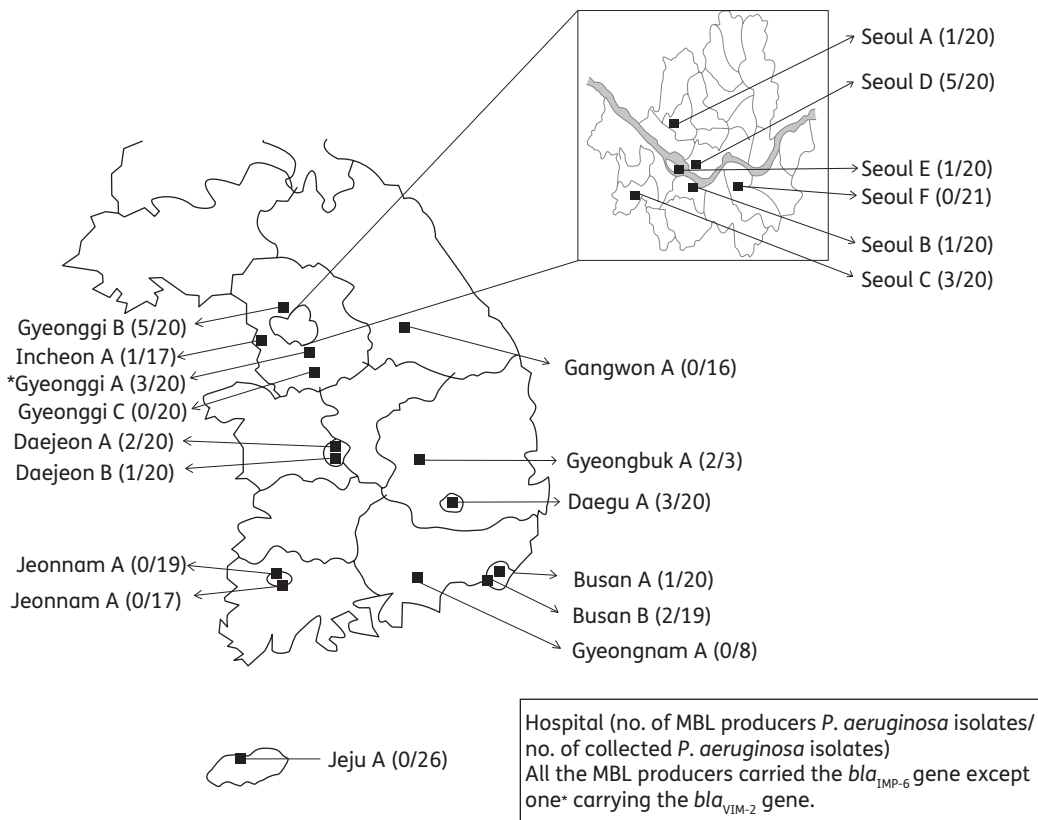 Seoul A (1/20)
Seoul D (5/20)
Seoul E (1/20)
Seoul F (0/21)
Seoul B (1/20)
Seoul C (3/20)
Gyeonggi B (5/20)
Incheon A (1/17)
*Gyeonggi A (3/20)
Gyeonggi C (0/20)
Daejeon A (2/20)
Daejeon B (1/20)
Jeonnam A (0/19)
Jeonnam A (0/17)
Gangwon A (0/16)
Gyeongbuk A (2/3)
Daegu A (3/20)
Busan A (1/20)
Busan B (2/19)
Gyeongnam A (0/8)
Jeju A (0/26)
Hospital (no. of MBL producers P. aeruginosa isolates/
no. of collected P. aeruginosa isolates)
All the MBL producers carried the bla IMP-6 gene except
one* carrying the bla VIM-2 gene.